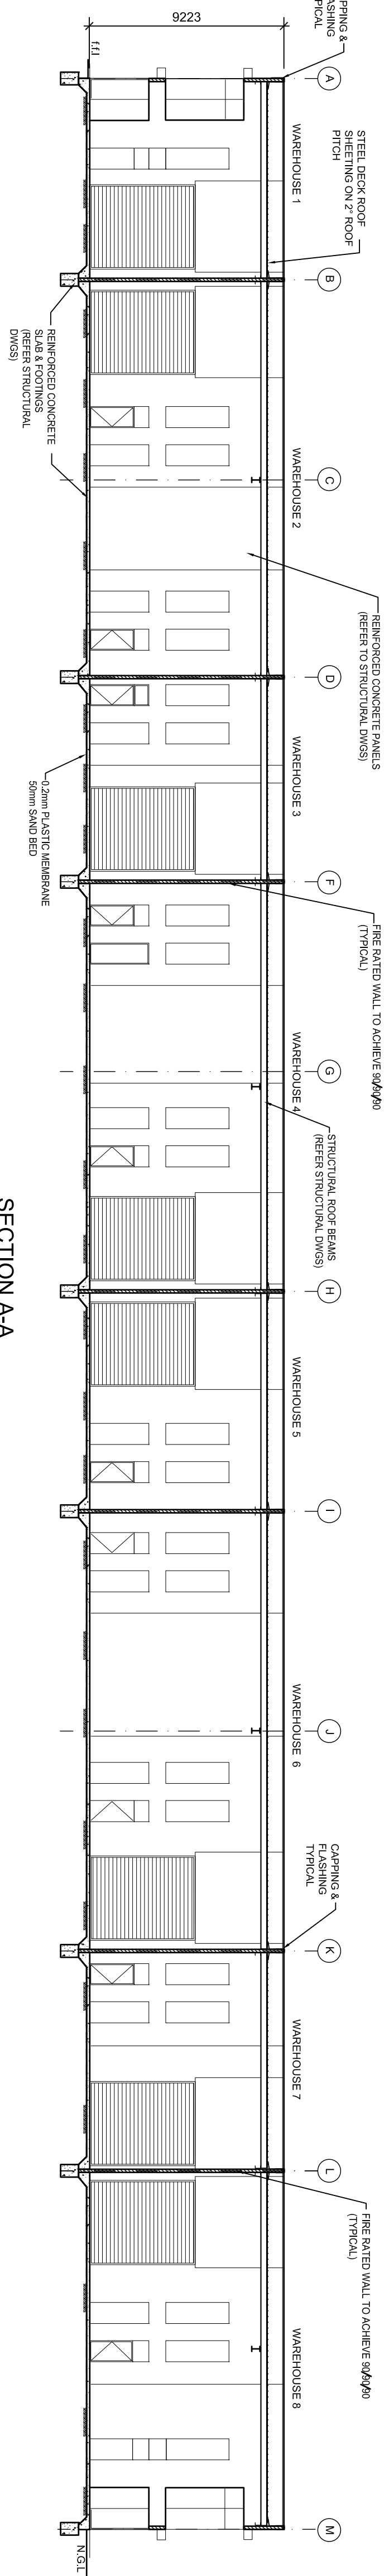 9223
f.f.l
PPING &
ASHING
PICAL
A
WAREHOUSE 1
STEEL DECK ROOF
SHEETING ON 2° ROOF
PITCH
B
REINFORCED CONCRETE
SLAB & FOOTINGS
(REFER STRUCTURAL
DWGS)
C
WAREHOUSE 2
REINFORCED CONCRETE PANELS
(REFER TO STRUCTURAL DWGS)
D
0.2mm PLASTIC MEMBRANE
50mm SAND BED
WAREHOUSE 3
F
FIRE RATED WALL TO ACHIEVE 90/90/90
(TYPICAL)
G
WAREHOUSE 4
STRUCTURAL ROOF BEAMS
(REFER STRUCTURAL DWGS)
H
SECTION A-A
WAREHOUSE 5
I
WAREHOUSE 6
J
CAPPING &
FLASHING
TYPICAL
K
WAREHOUSE 7
L
FIRE RATED WALL TO ACHIEVE 90/90/90
(TYPICAL)
WAREHOUSE 8
M
N.G.L